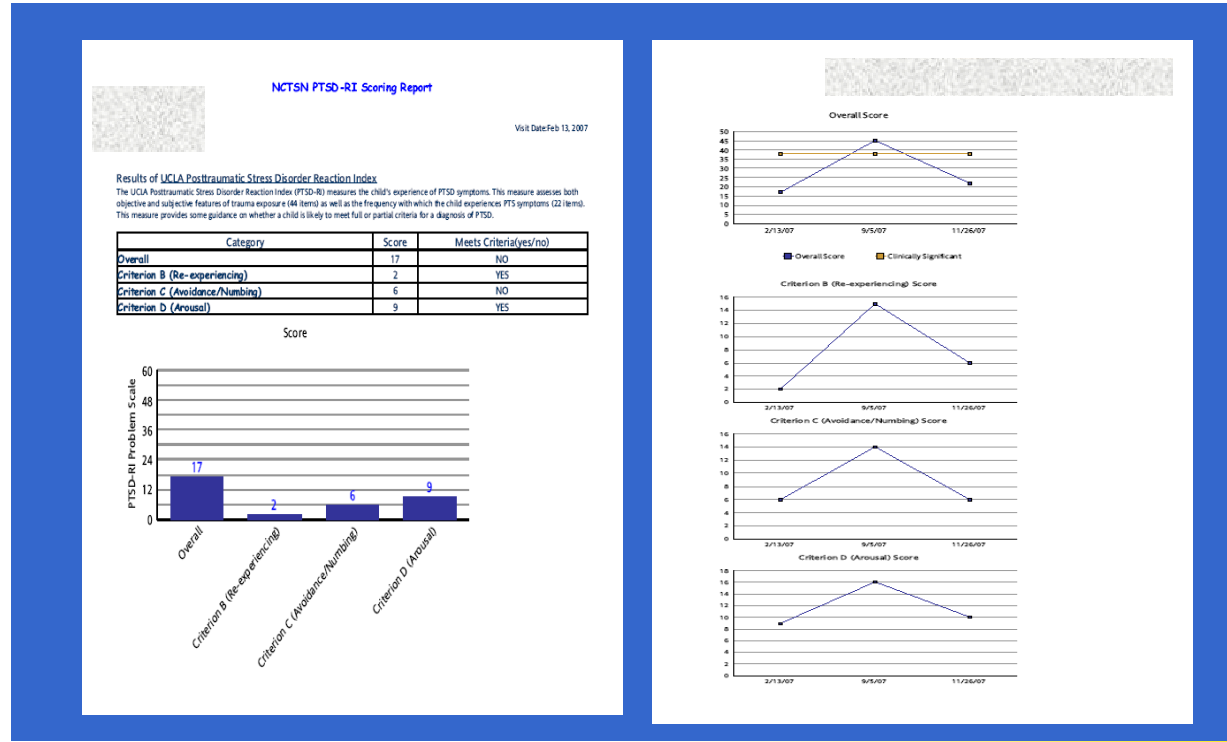 NCTSN PTSD-RI Scoring Report
Visit Date:Feb 13, 2007
Results of UCLA Posttraumatic Stress Disorder Reaction Index
The UCLA Posttraumatic Stress Disorder Reaction Index (PTSD-RI) measures the child's experience of PTSD symptoms. This measure assesses both
objective and subjective features of trauma exposure (44 items) as well as the frequency with which the child experiences PTS symptoms (22 items).
This measure provides some guidance on whether a child is likely to meet full or partial criteria for a diagnosis of PTSD.
Category Score Meets Criteria(yes/no)
Overall 17 NO
Criterion B (Re-experiencing) 2 YES
Criterion C (Avoidance/Numbing) 6 NO
Criterion D (Arousal) 9 YES
Score
PTSD-RI Problem Scale
60
48
36
24
12
0
17
2
6
9
Overall
Criterion B (Re-experiencing)
Criterion C (Avoidance/Numbing)
Criterion D (Arousal)
Overall Score
50
45
40
35
30
25
20
15
10
5
0
2/13/07 9/5/07 11/26/07
Overall Score Clinically Significant
Criterion B (Re-experiencing) Score
16
14
12
10
8
6
4
2
0
2/13/07 9/5/07 11/26/07
Criterion C (Avoidance/Numbing) Score
16
14
12
10
8
6
4
2
0
2/13/07 9/5/07 11/26/07
Criterion D (Arousal) Score
18
16
14
12
10
8
6
4
2
0
2/13/07 9/5/07 11/26/07